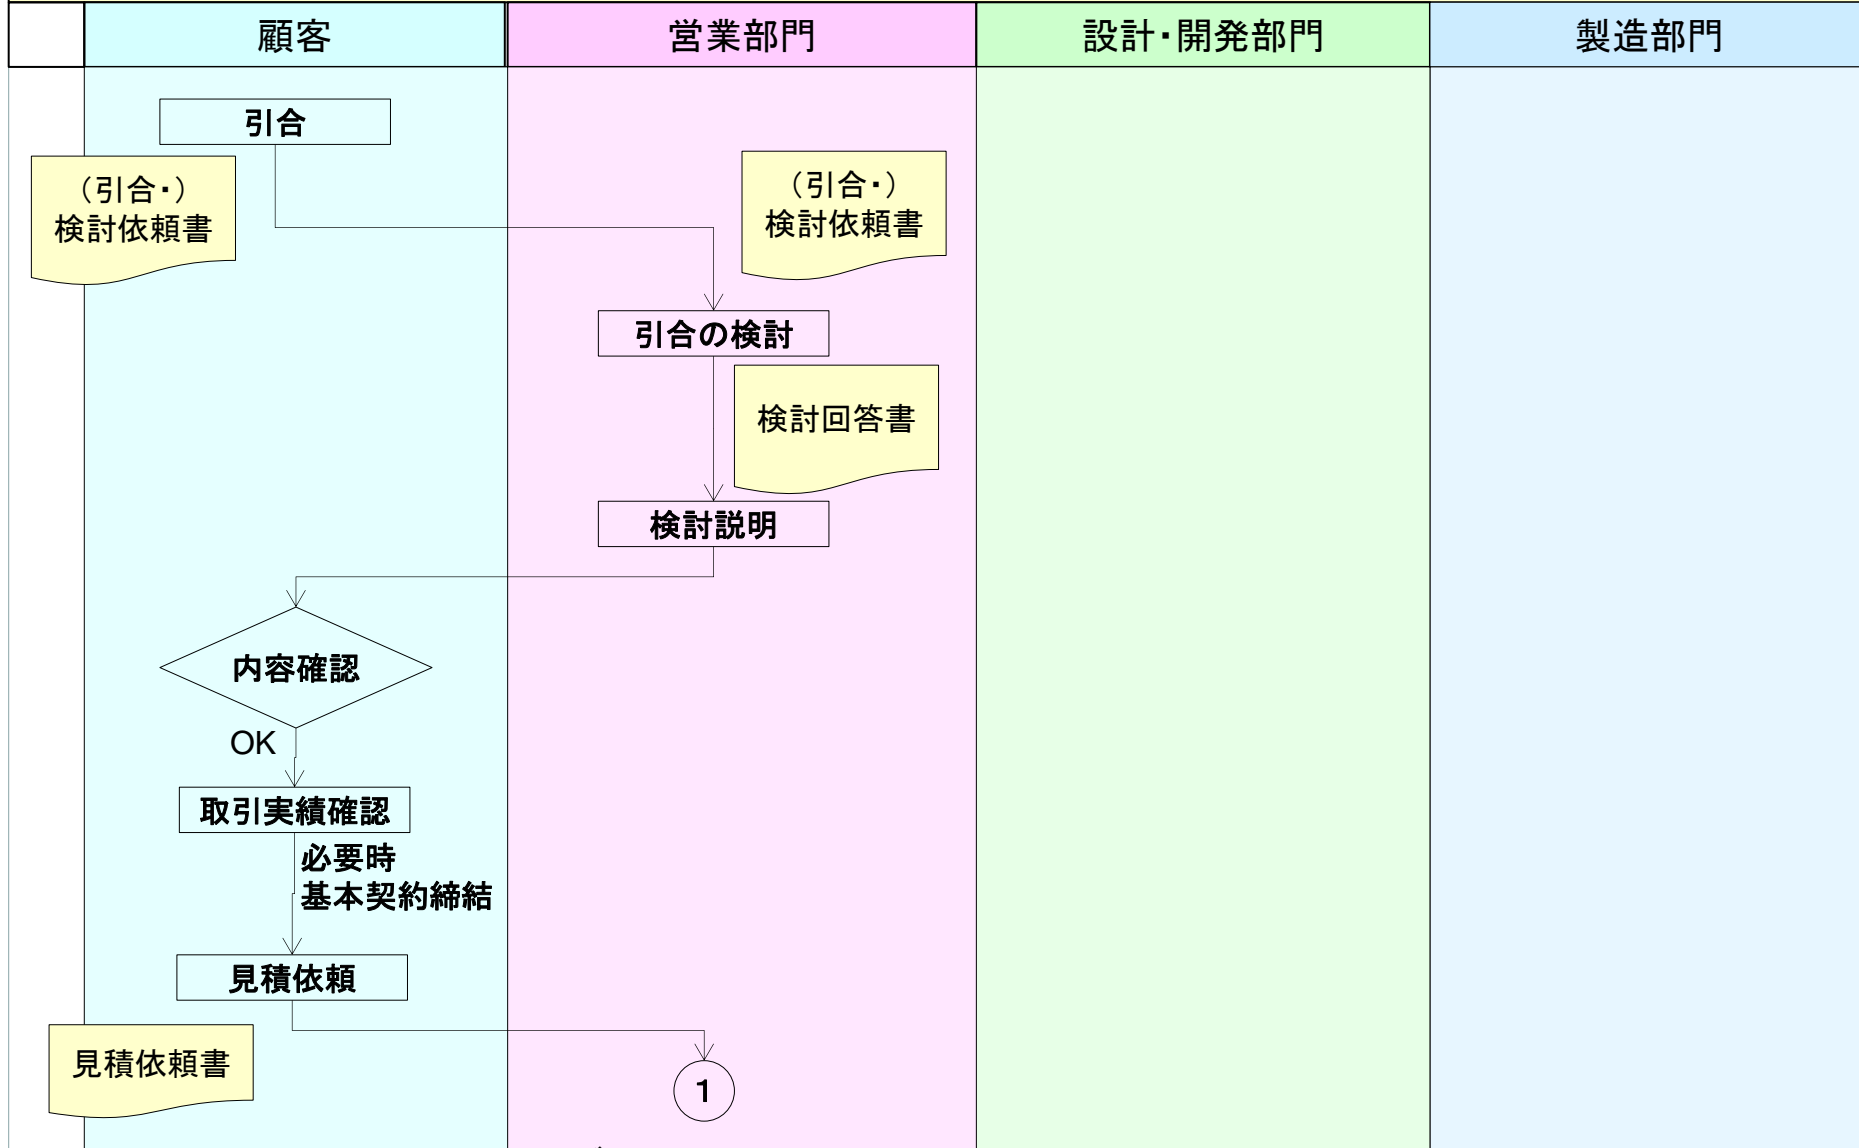 顧客
営業部門
設計・開発部門
製造部門
引合
（引合・）
検討依頼書
（引合・）
検討依頼書
引合の検討
検討回答書
検討説明
内容確認
OK
取引実績確認
必要時
基本契約締結
見積依頼
見積依頼書
1